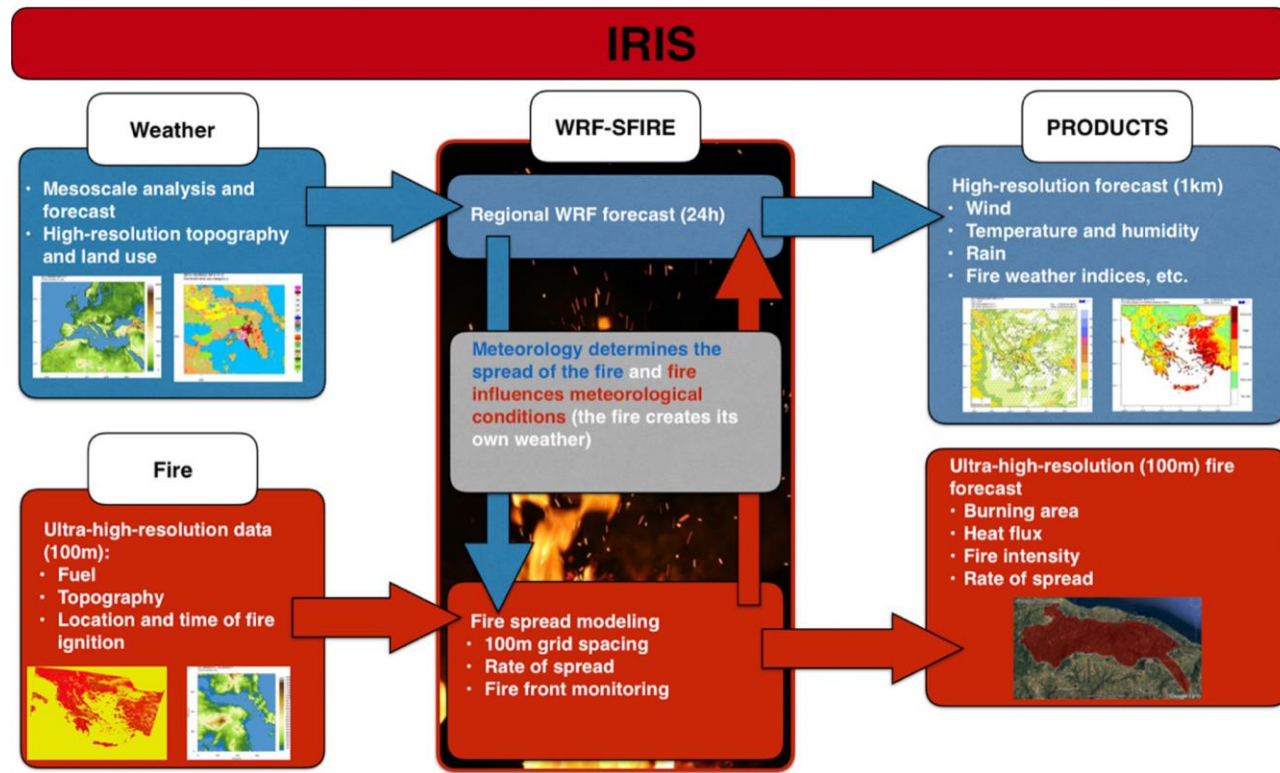 IRIS
Weather
• Mesoscale analysis and
forecast
• High-resolution topography
and land use
WRF-SFIRE
Regional WRF forecast (24h)
Meteorology determines the
spread of the fire and fire
influences meteorological
conditions (the fire creates its
own weather)
PRODUCTS
High-resolution forecast (1km)
• Wind
• Temperature and humidity
• Rain
• Fire weather indices, etc.
Fire
Ultra-high-resolution data
(100m):
• Fuel
• Topography
• Location and time of fire
ignition
Fire spread modeling
• 100m grid spacing
• Rate of spread
• Fire front monitoring
Ultra-high-resolution (100m) fire
forecast
• Burning area
• Heat flux
• Fire intensity
• Rate of spread